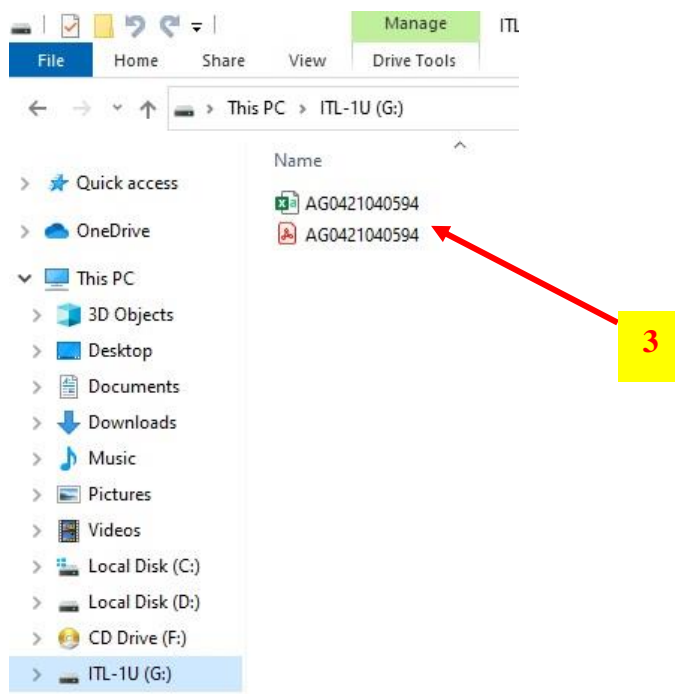 Manage ITL
File Home Share View Drive Tools
This PC > ITL-1U (G:)
Name
Quick access
AG0421040594
OneDrive
AG0421040594
This PC
3D Objects
Desktop
Documents
Downloads
Music
Pictures
Videos
Local Disk (C:)
Local Disk (D:)
CD Drive (F:)
ITL-1U (G:)
3